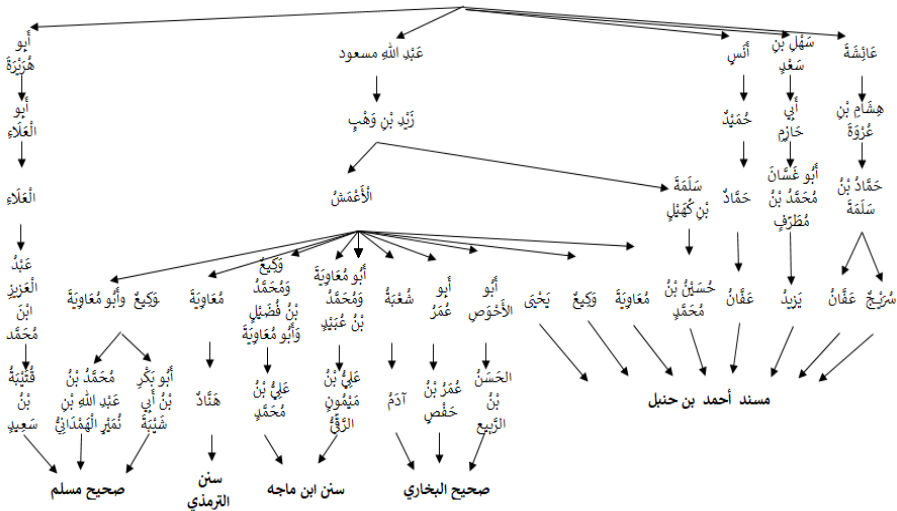 عَائِشَةَ
سَهْلِ بْنِ
سَعْدٍ
أَنَسٍ
عَبْدِ اللهِ مسعود
أَبِو
هُرَيْرَةَ
هِشَامِ بْنِ
عُرْوَةَ
أَبِي
حَازِمٍ
حُمَيْدٌ
زَيْدِ بْنِ وَهْبٍ
أَبِو
الْعَلَاءِ
حَمَّادُ بْنُ
سَلَمَةَ
أَبُو غَسَّانَ
مُحَمَّدُ بْنُ
مُطَرِّفٍ
حَمَّادٌ
سَلَمَةَ
بْنِ كُهَيْلٍ
الْأَعْمَشُ
الْعَلَاءِ
سُرَيْجٌ
عَفَّانُ
يَزِيدُ
عَفَّانُ
حُسَيْنُ بْنُ
مُحَمَّدٍ
مُعَاوِيَةَ
وَكِيعٌ
يَحْيَى
أَبُو
الْأَحْوَصِ
أَبُو
عُمَرُ
شُعْبَةُ
أَبُو مُعَاوِيَةَ
وَمُحَمَّدُ
بْنُ عُبَيْدٍ
وَكِيعٌ
وَمُحَمَّدُ
بْنُ فُضَيْلٍ
وَأَبُو مُعَاوِيَةَ
مُعَاوِيَةَ
وَكِيعٌ وَأَبُو مُعَاوِيَةَ
عَبْدُ
الْعَزِيزِ
ابْنَ
مُحَمَّد
الْحَسَنُ
بْنُ
الرَّبِيع
عُمَرُ بْنُ
حَفْصِ
آدَمُ
عَلِيُّ بْنُ
مَيْمُونٍ
الرَّقِّيُّ
عَلِيُّ بْنُ
مُحَمَّدٍ
هَنَّادٌ
أَبُو بَكْرِ
بْنُ أَبِي
شَيْبَةَ
مُحَمَّدُ بْنُ
عَبْدِ اللهِ بْنِ
نُمَيْرٍ الْهَمْدَانِيُّ
قُتَيْبَةُ
بْنُ
سَعِيدٍ
مسند أحمد بن حنبل
صحيح البخاري
سنن ابن ماجه
سنن
الترمذي
صحيح مسلم